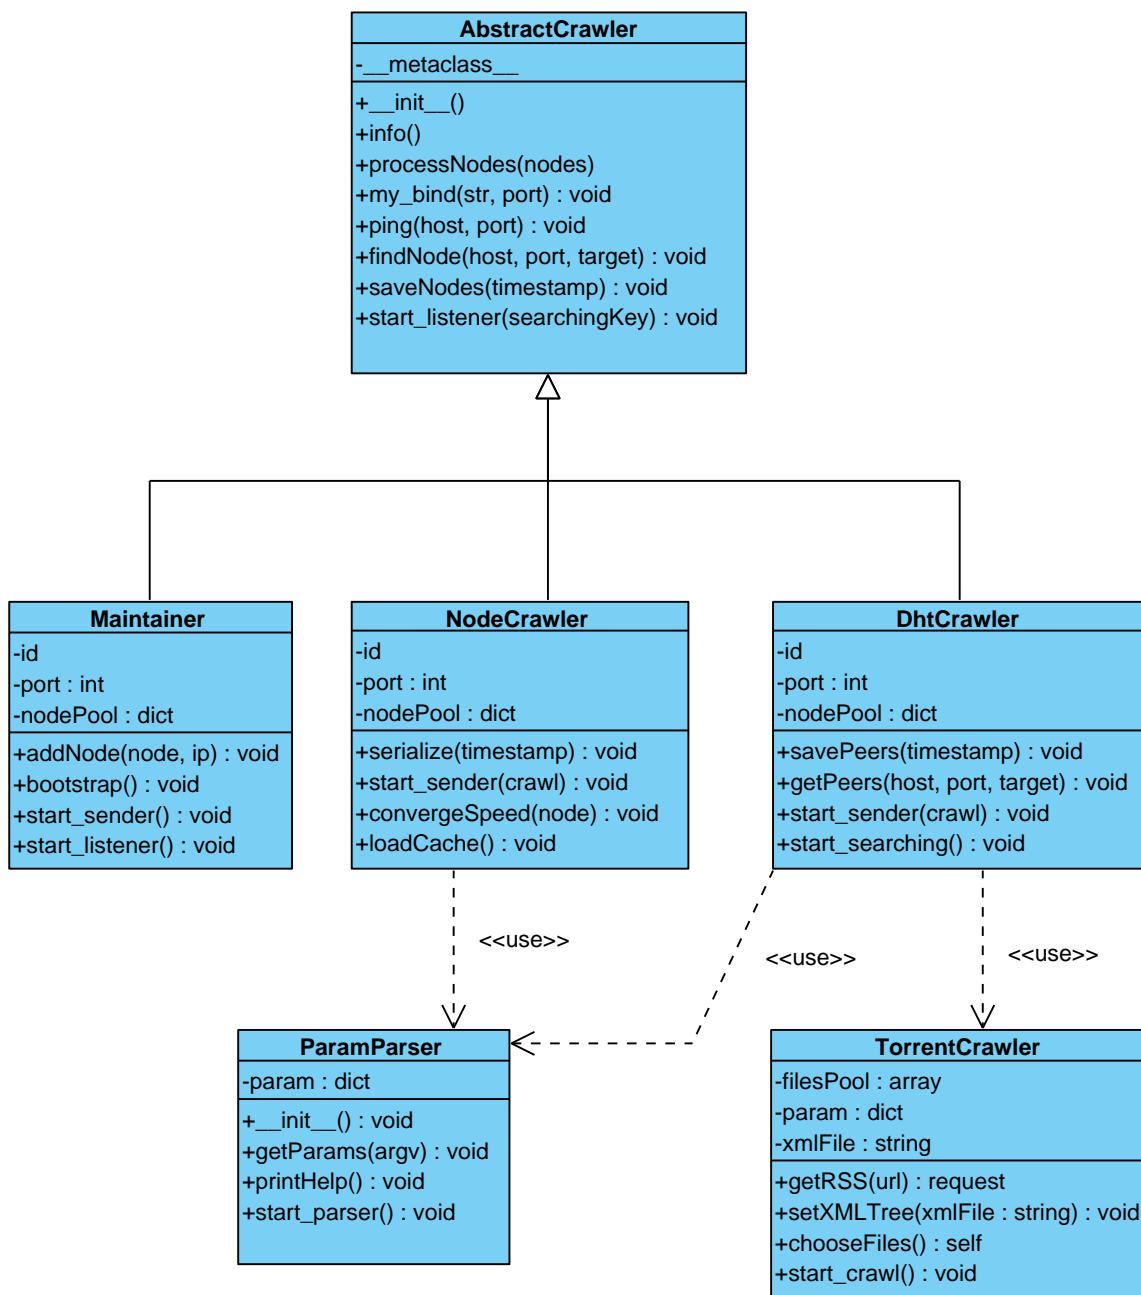 AbstractCrawler
-__metaclass__
+__init__()
+info()
+processNodes(nodes)
+my_bind(str, port) : void
+ping(host, port) : void
+findNode(host, port, target) : void
+saveNodes(timestamp) : void
+start_listener(searchingKey) : void
Maintainer
-id
-port : int
-nodePool : dict
+addNode(node, ip) : void
+bootstrap() : void
+start_sender() : void
+start_listener() : void
NodeCrawler
-id
-port : int
-nodePool : dict
+serialize(timestamp) : void
+start_sender(crawl) : void
+convergeSpeed(node) : void
+loadCache() : void
DhtCrawler
-id
-port : int
-nodePool : dict
+savePeers(timestamp) : void
+getPeers(host, port, target) : void
+start_sender(crawl) : void
+start_searching() : void
<<use>>
<<use>>
<<use>>
ParamParser
-param : dict
+__init__() : void
+getParams(argv) : void
+printHelp() : void
+start_parser() : void
TorrentCrawler
-filesPool : array
-param : dict
-xmlFile : string
+getRSS(url) : request
+setXMLTree(xmlFile : string) : void
+chooseFiles() : self
+start_crawl() : void